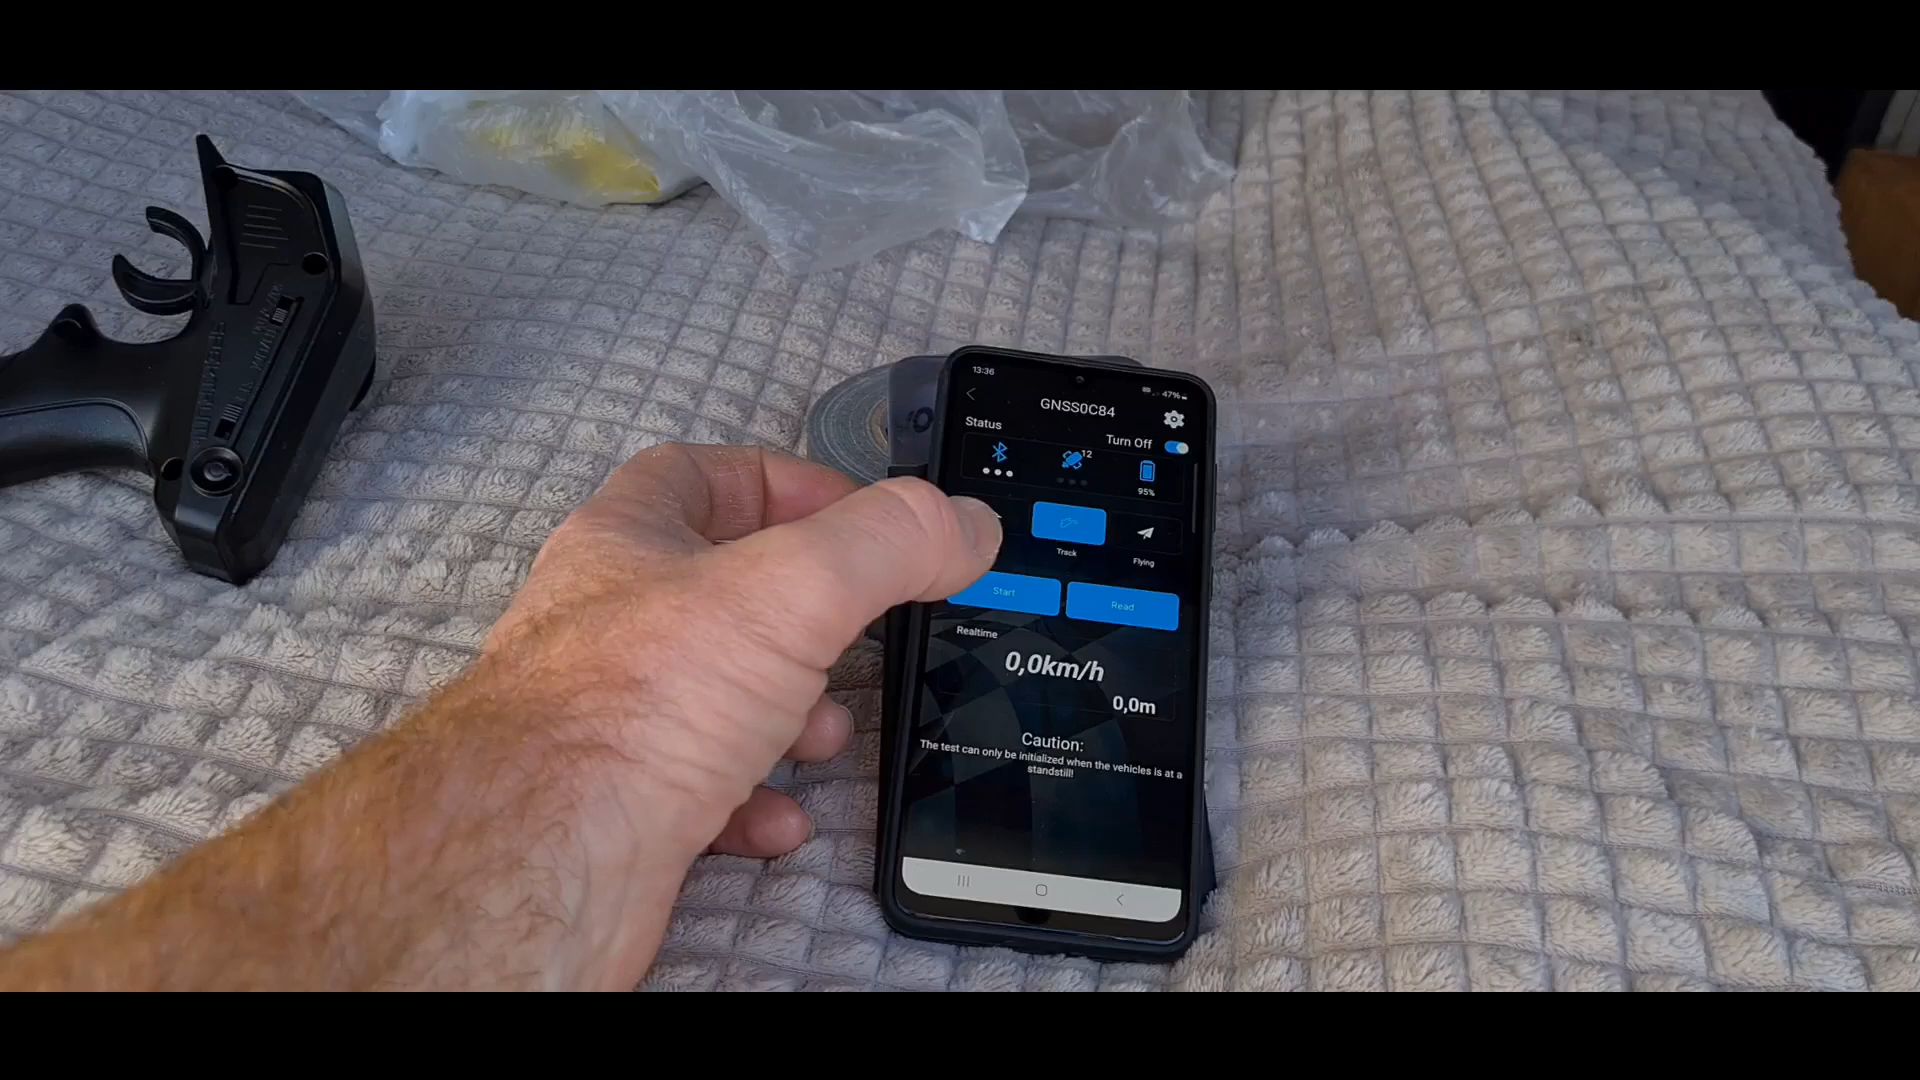 13:36
47%
GNSS0C84
Status
Turn Off
12
95%
Track
Flying
Start
Read
Realtime
0,0km/h
0,0m
Caution:
The test can only be initialized when the vehicles is at a
standstill!